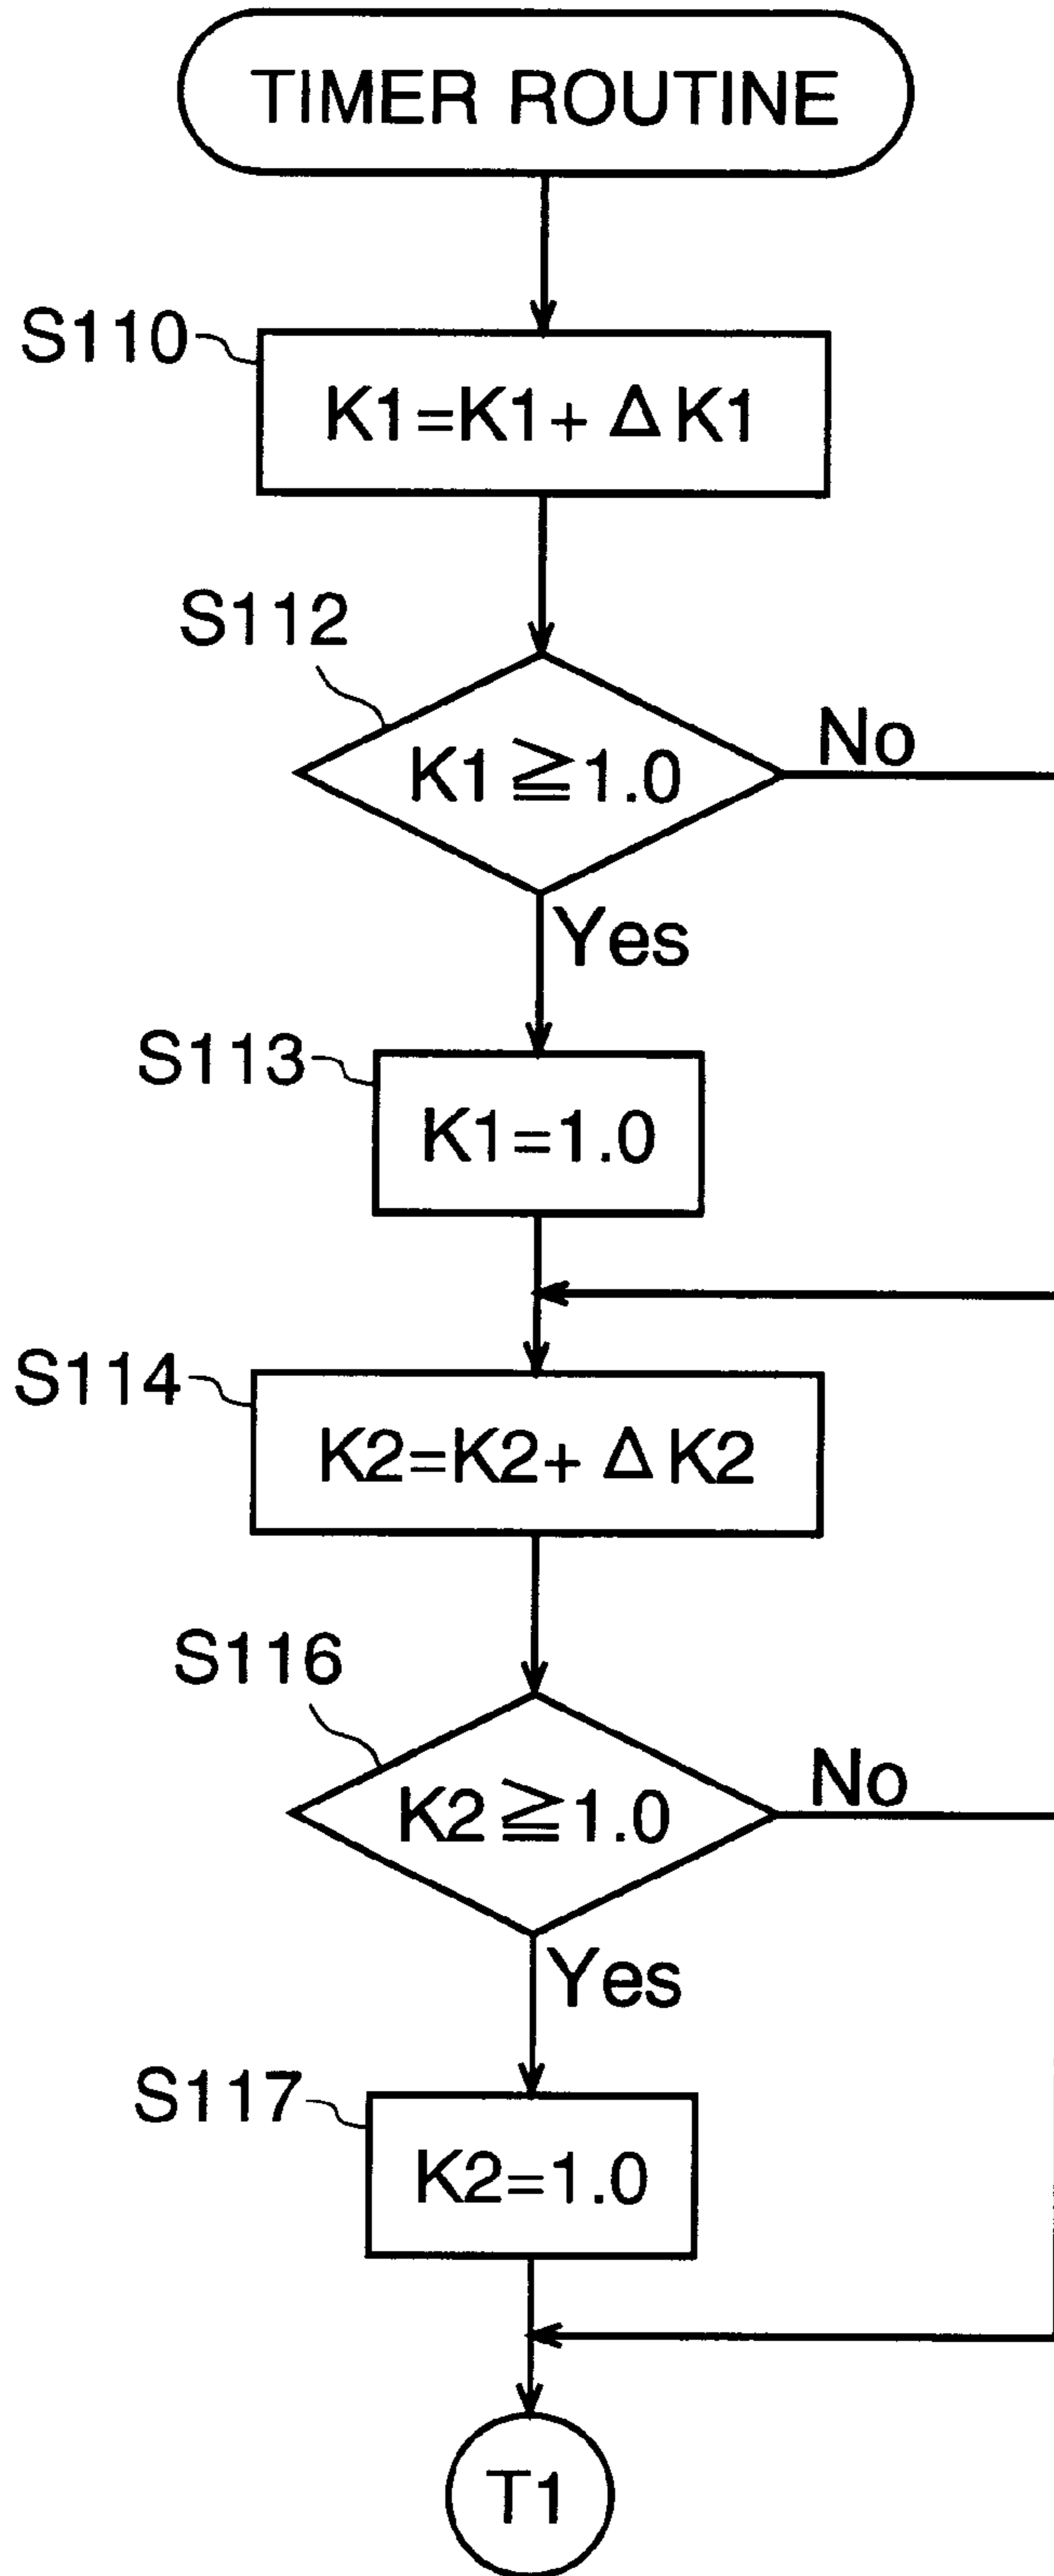 TIMER ROUTINE
S110
K1=K1+ΔK1
S112
K1≧1.0
No
Yes
S113
K1=1.0
S114
K2=K2+ΔK2
S116
K2≧1.0
No
Yes
S117
K2=1.0
T1